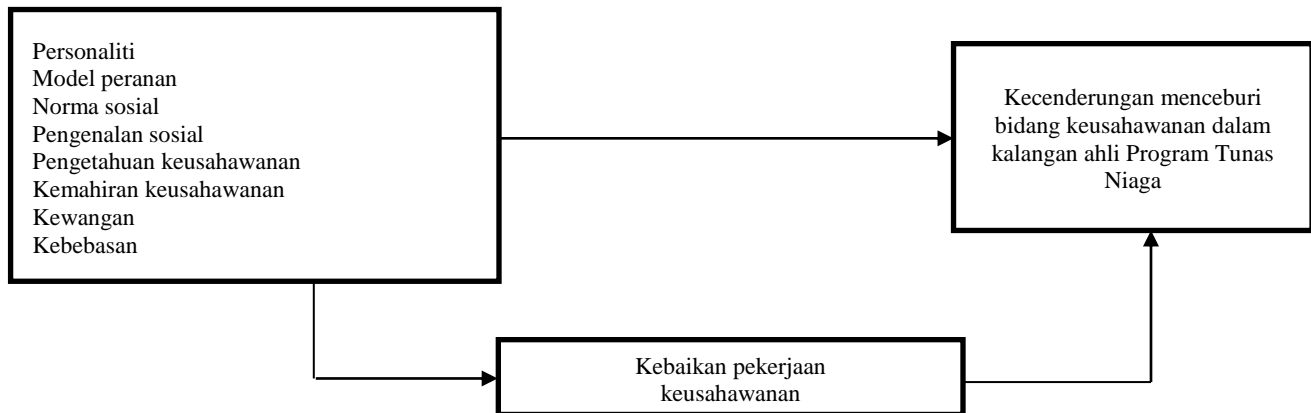 Personaliti
Model peranan
Norma sosial
Pengenalan sosial
Pengetahuan keusahawanan
Kemahiran keusahawanan
Kewangan
Kebebasan
Kecenderungan menceburi
bidang keusahawanan dalam
kalangan ahli Program Tunas
Niaga
Kebaikan pekerjaan
keusahawanan